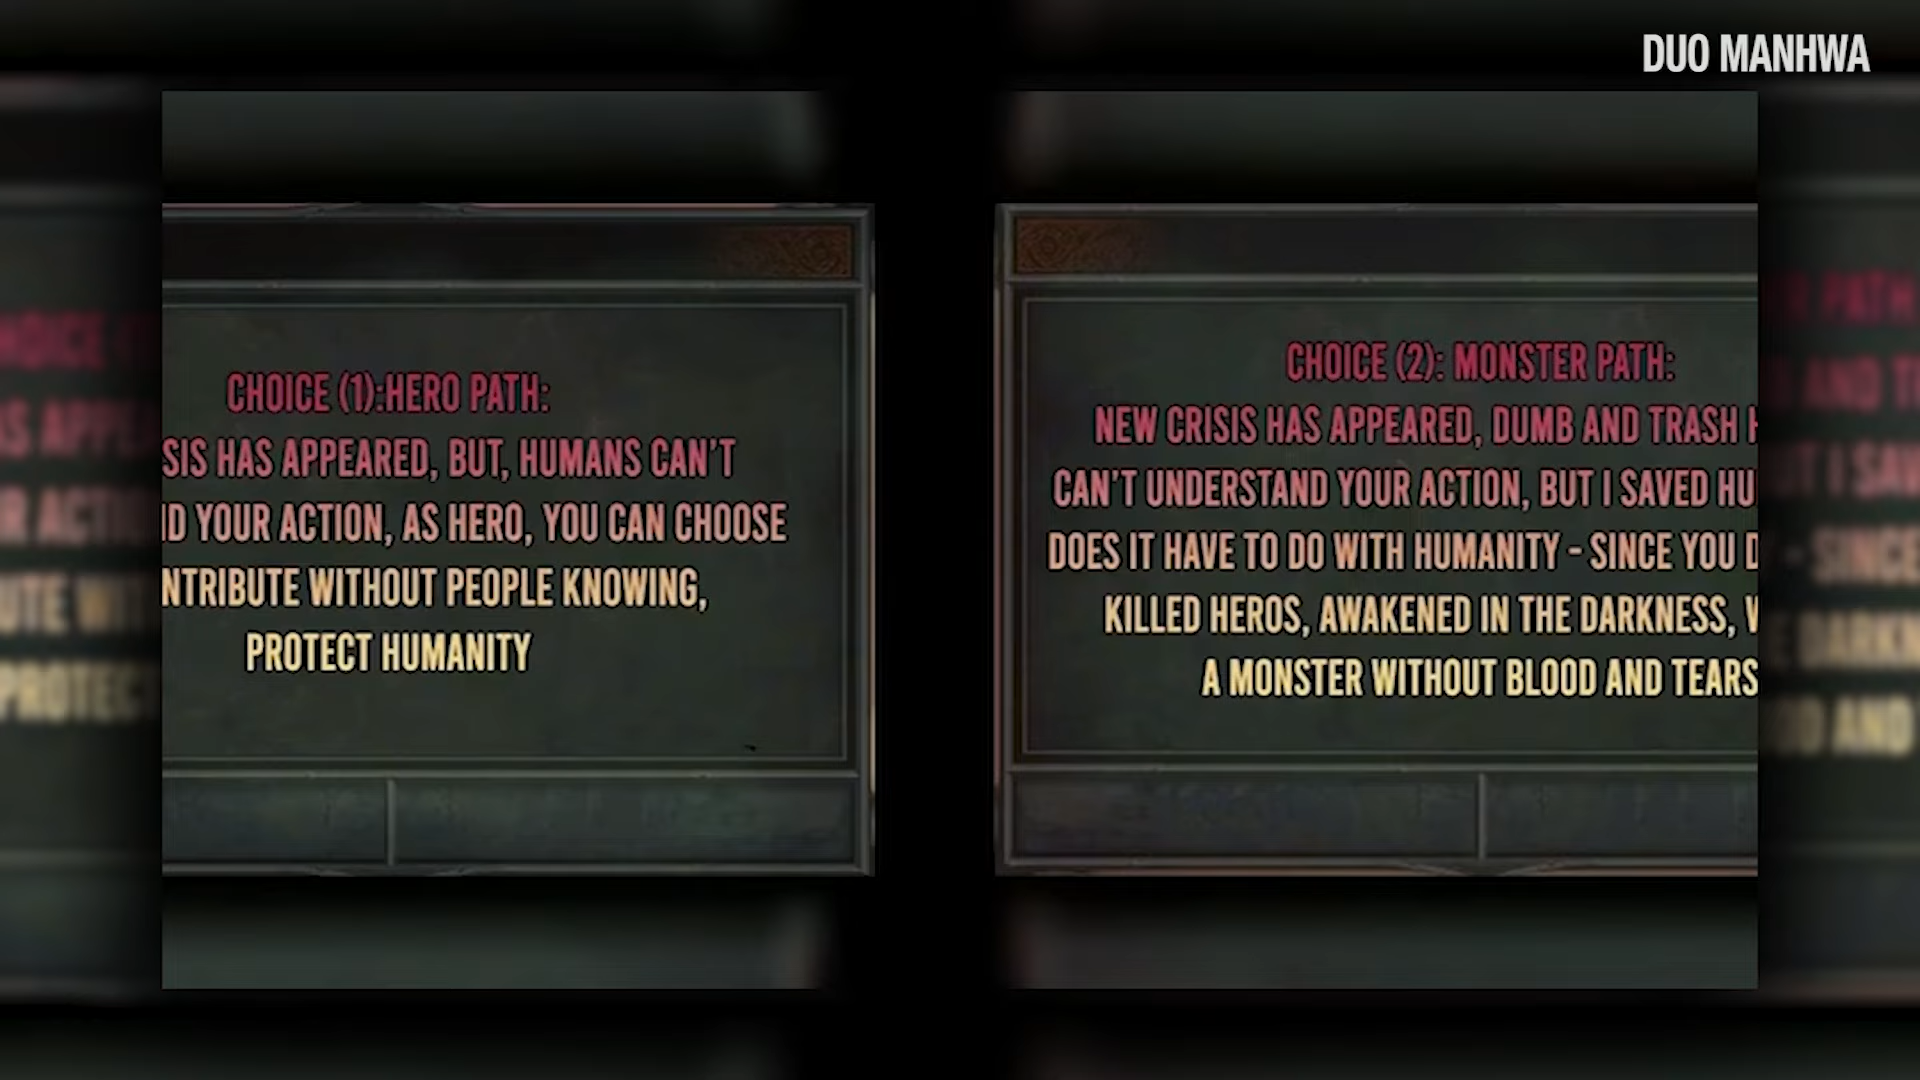 DUO MANHWA
CHOICE (1):HERO PATH:
SIS HAS APPEARED, BUT, HUMANS CAN'T
D YOUR ACTION, AS HERO, YOU CAN CHOOSE
NTRIBUTE WITHOUT PEOPLE KNOWING,
PROTECT HUMANITY
CHOICE (2): MONSTER PATH:
NEW CRISIS HAS APPEARED, DUMB AND TRASH H
CAN'T UNDERSTAND YOUR ACTION, BUT I SAVED HU
DOES IT HAVE TO DO WITH HUMANITY - SINCE YOU D
KILLED HEROS, AWAKENED IN THE DARKNESS,
A MONSTER WITHOUT BLOOD AND TEARS